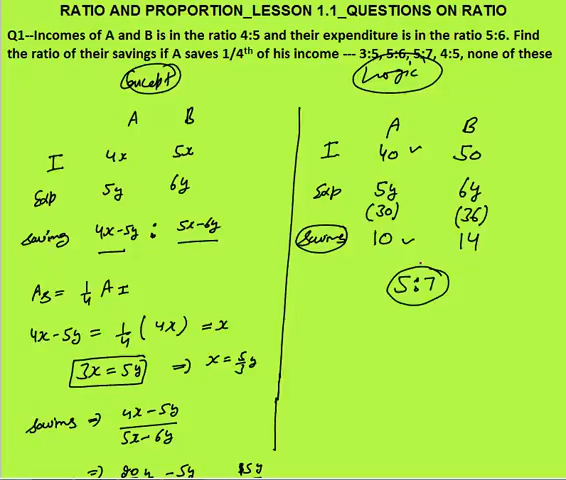 RATIO AND PROPORTION_LESSON 1.1_QUESTIONS ON RATIO
Q1--Incomes of A and B is in the ratio 4:5 and their expenditure is in the ratio 5:6. Find
the ratio of their savings if A saves 1/4th of his income --- 3:5, 5:6, 5:7, 4:5, none of these
Concept
A B
I 4x 5x
Exp 5y 6y
Saving 4x-5y : 5x-6y
As = 1/4 A I
4x-5y = 1/4 (4x) = x
3x = 5y => x = 5/3 y
Savings => 4x-5y / 5x-6y
=> 20y - 5y
Logic
A B
I 40 ✓ 50
Exp 5y 6y
(30) (36)
Savings 10 ✓ 14
5:7